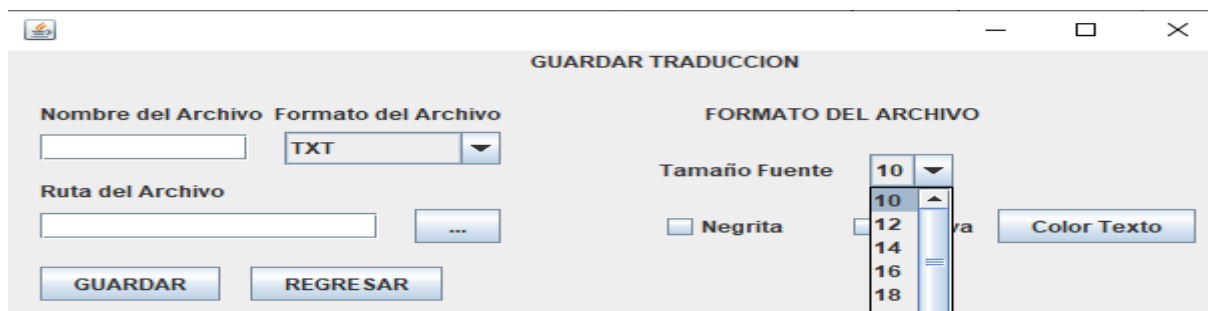 GUARDAR TRADUCCION
Nombre del Archivo Formato del Archivo
FORMATO DEL ARCHIVO
TXT
Tamaño Fuente 10
Ruta del Archivo
10
12
14
16
18
...
Negrita
Color Texto
GUARDAR REGRESAR